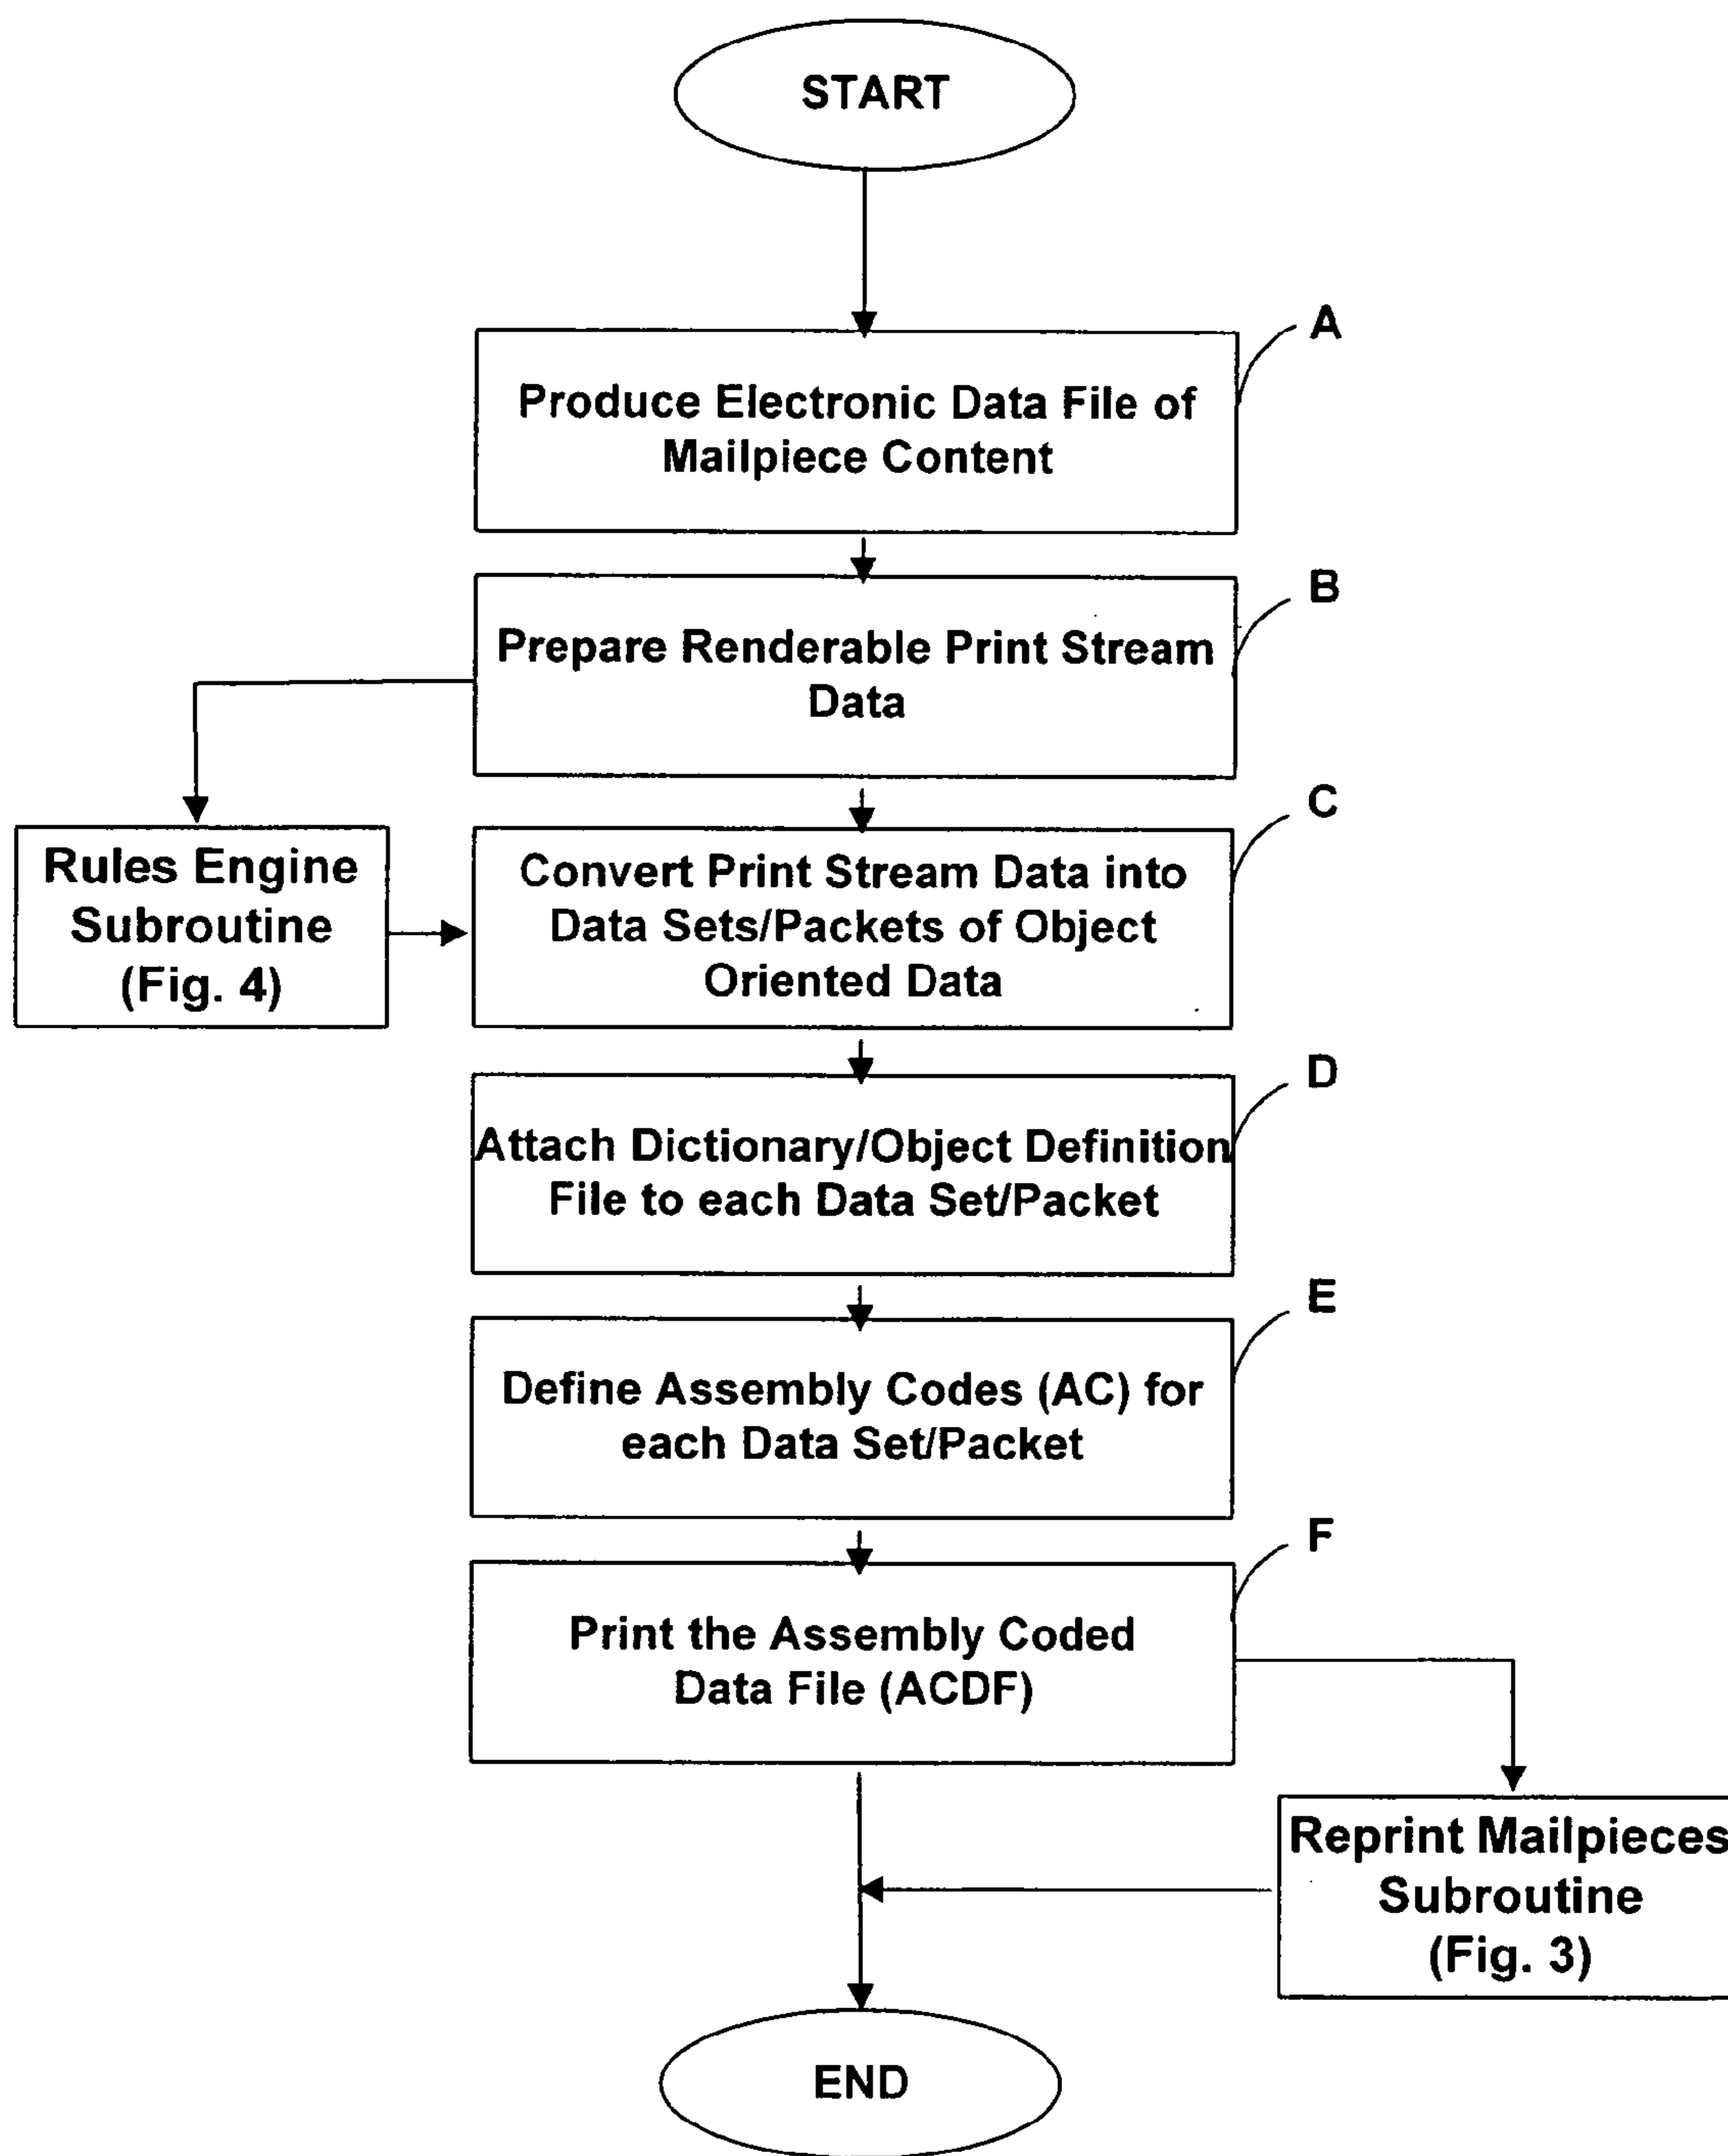 START
A
Produce Electronic Data File of
Mailpiece Content
B
Prepare Renderable Print Stream
Data
C
Rules Engine
Subroutine
(Fig. 4)
Convert Print Stream Data into
Data Sets/Packets of Object
Oriented Data
D
Attach Dictionary/Object Definition
File to each Data Set/Packet
E
Define Assembly Codes (AC) for
each Data Set/Packet
F
Print the Assembly Coded
Data File (ACDF)
Reprint Mailpieces
Subroutine
(Fig. 3)
END